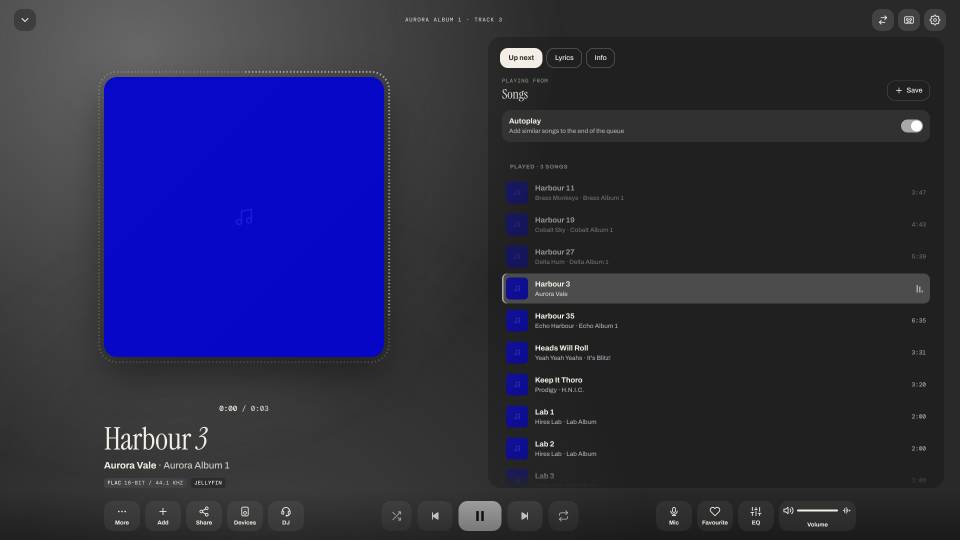 AURORA ALBUM 1 · TRACK 3
Up next
Lyrics
Info
PLAYING FROM
Songs
+ Save
Autoplay
Add similar songs to the end of the queue
PLAYED · 3 SONGS
Harbour 11
Brass Monkeys · Brass Album 1
3:47
Harbour 19
Cobalt Sky · Cobalt Album 1
4:43
Harbour 27
Delta Hum · Delta Album 1
5:39
Harbour 3
Aurora Vale
Harbour 35
Echo Harbour · Echo Album 1
6:35
Heads Will Roll
Yeah Yeah Yeahs · It's Blitz!
3:31
Keep It Thoro
Prodigy · H.N.I.C.
3:20
Lab 1
Hires Lab · Lab Album
2:00
Lab 2
Hires Lab · Lab Album
2:00
Lab 3
0:00 / 0:03
Harbour 3
Aurora Vale · Aurora Album 1
FLAC 16-BIT / 44.1 KHZ
JELLYFIN
More
Add
Share
Devices
DJ
Mic
Favourite
EQ
Volume